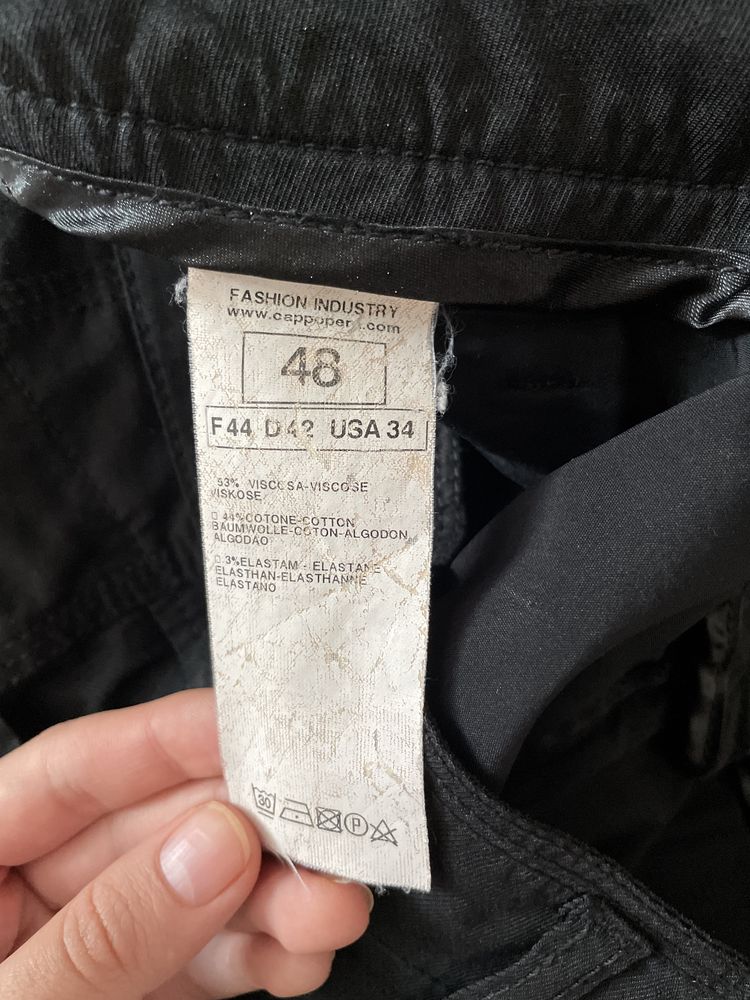 FASHION INDUSTRY
48
F 44 D 42 USA 34
53% VISCOSA-VISCOSE
VISKOSE
44% COTONE-COTTON
BAUMWOLLE-COTON-ALGODON
ALGODAO
3% ELASTAM - ELASTANE
ELASTHAN-ELASTHANNE
ELASTANO
30
P